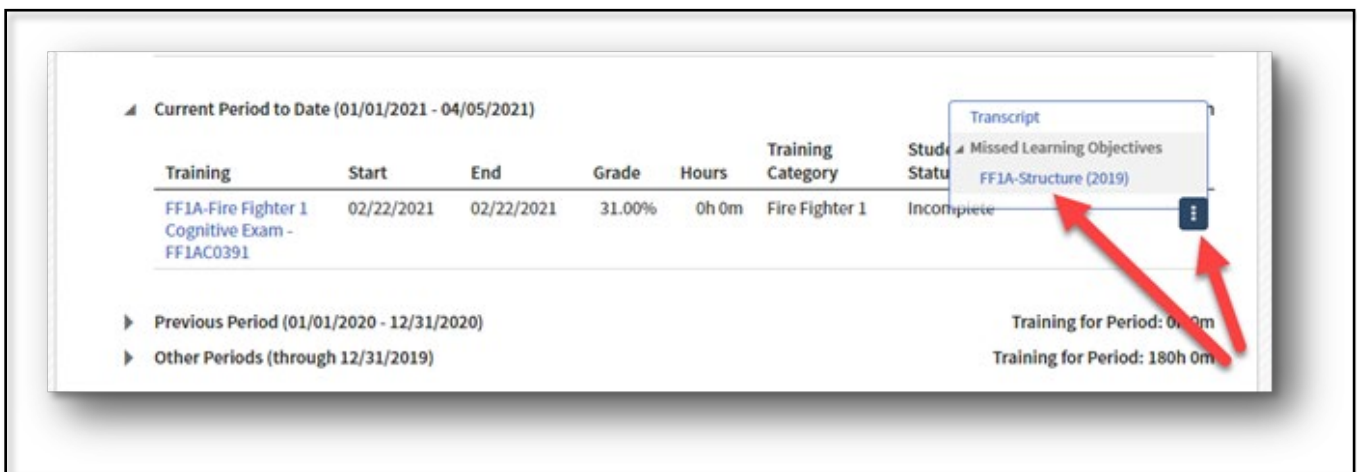 Current Period to Date (01/01/2021 - 04/05/2021)
Transcript
Missed Learning Objectives
FF1A-Structure (2019)
Training Start End Grade Hours Training Category
FF1A-Fire Fighter 1 02/22/2021 02/22/2021 31.00% 0h 0m Fire Fighter 1 Incomplete
Cognitive Exam -
FF1AC0391
Previous Period (01/01/2020 - 12/31/2020) Training for Period:
Other Periods (through 12/31/2019) Training for Period: 180h 0m